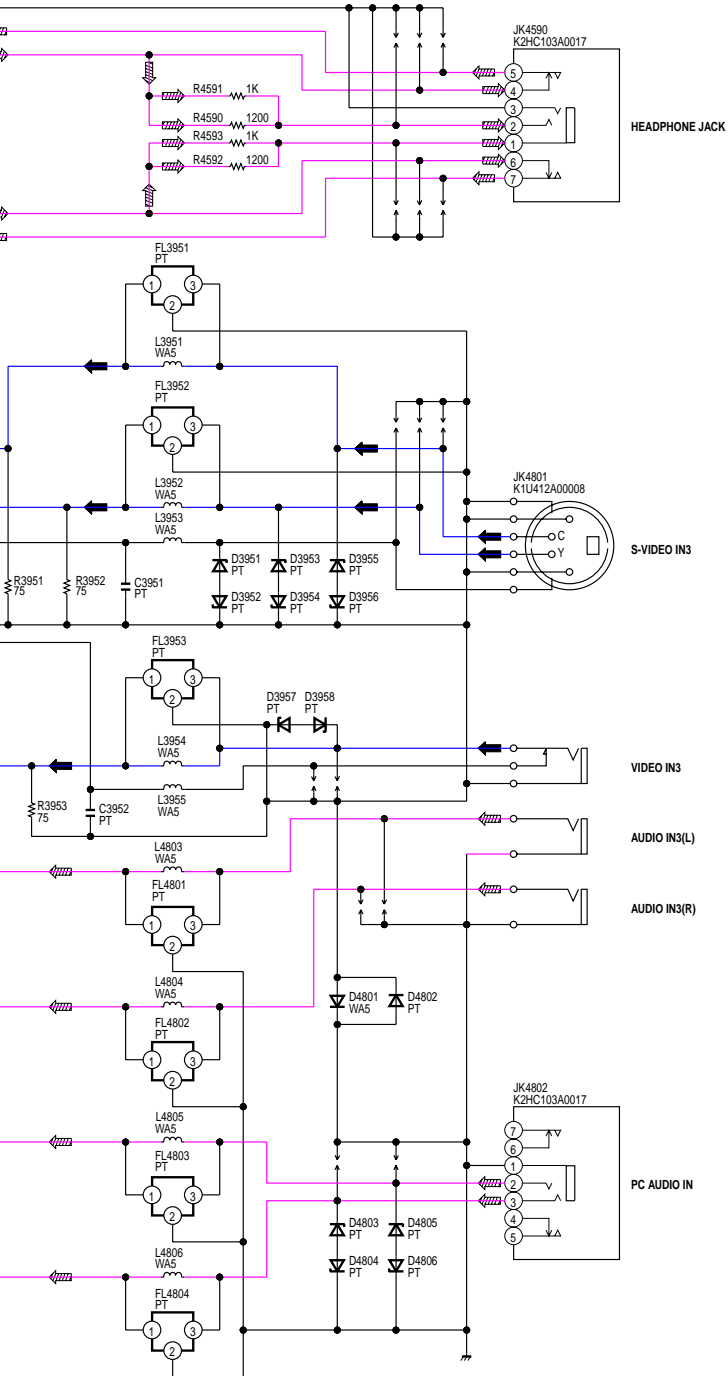 JK4590
K2HC103A0017
5
4
3
2
1
6
7
HEADPHONE JACK
R4591 1K
R4590 1200
R4593 1K
R4592 1200
FL3951
PT
1 3
2
L3951
WA5
FL3952
PT
1 3
2
L3952
WA5
L3953
WA5
JK4801
K1U412A00008
C
Y
S-VIDEO IN3
R3951
75
R3952
75
C3951
PT
D3951
PT
D3953
PT
D3955
PT
D3952
PT
D3954
PT
D3956
PT
FL3953
PT
1 3
2
D3957
PT
D3958
PT
L3954
WA5
L3955
WA5
R3953
75
C3952
PT
VIDEO IN3
AUDIO IN3(L)
AUDIO IN3(R)
L4803
WA5
FL4801
PT
1 3
2
L4804
WA5
FL4802
PT
1 3
2
D4801
WA5
D4802
PT
L4805
WA5
FL4803
PT
1 3
2
JK4802
K2HC103A0017
7
6
1
2
3
4
5
PC AUDIO IN
D4803
PT
D4805
PT
D4804
PT
D4806
PT
L4806
WA5
FL4804
PT
1 3
2